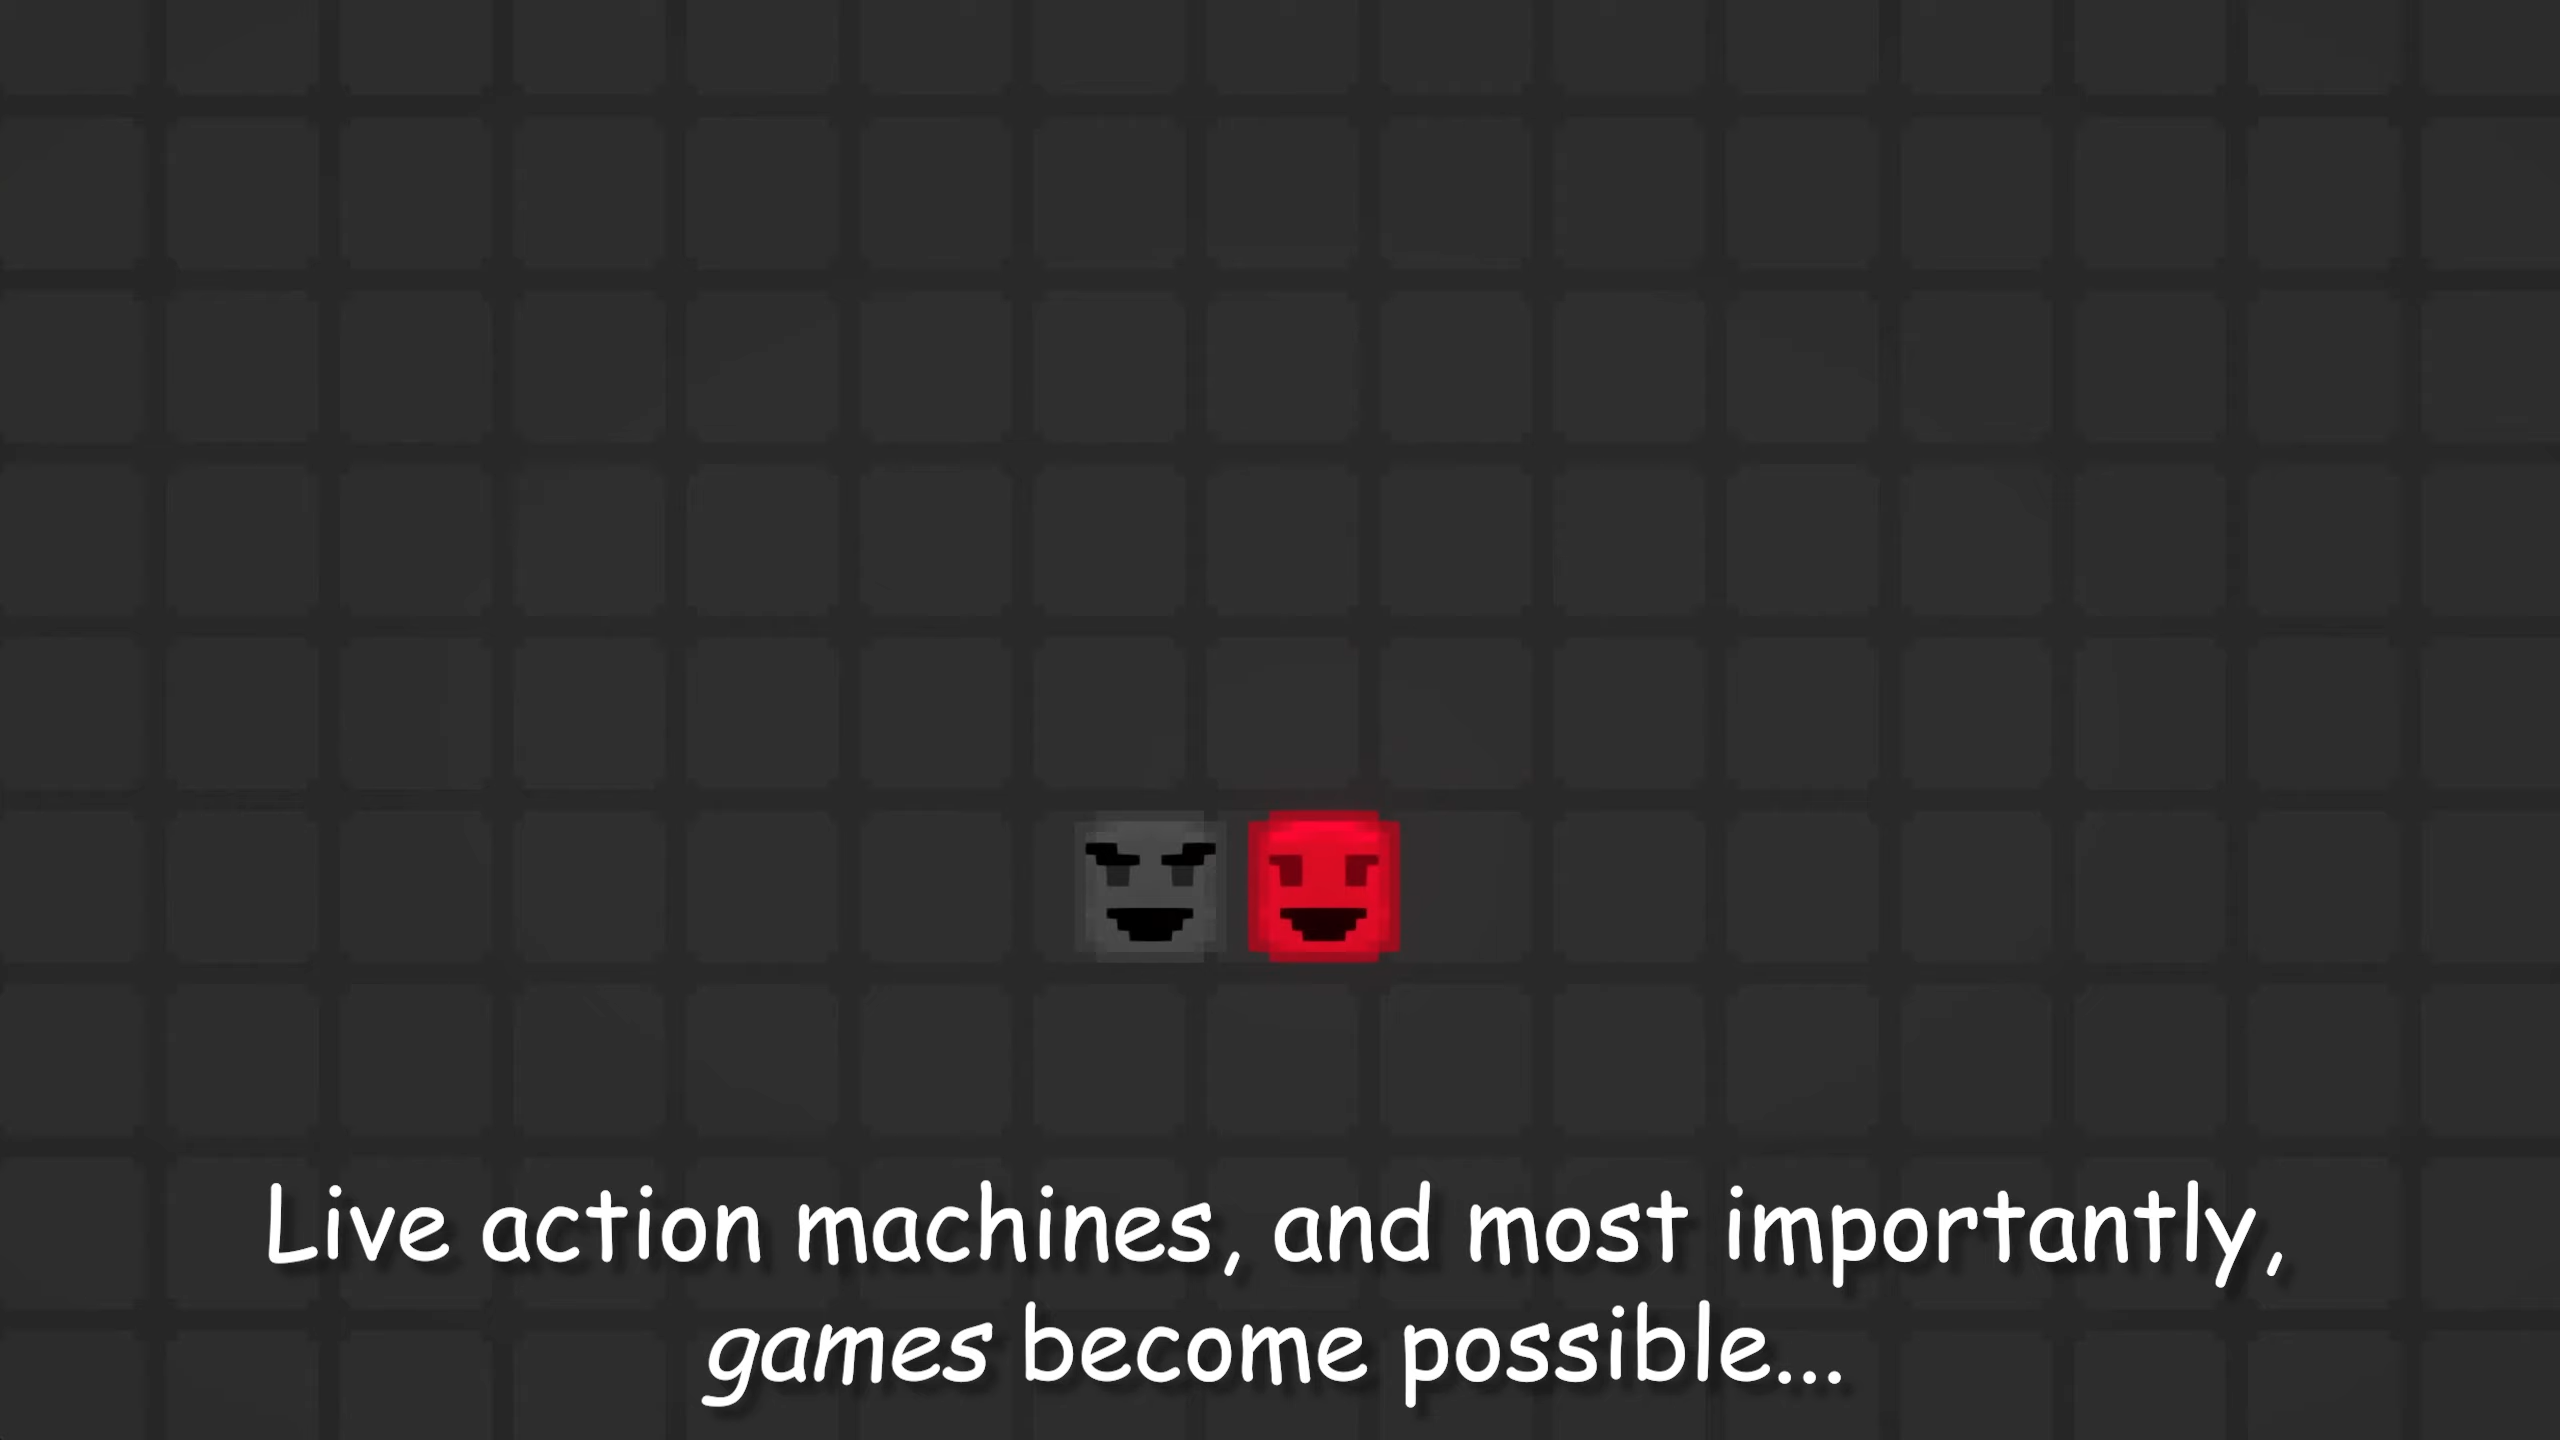 Live action machines, and most importantly,
games become possible...